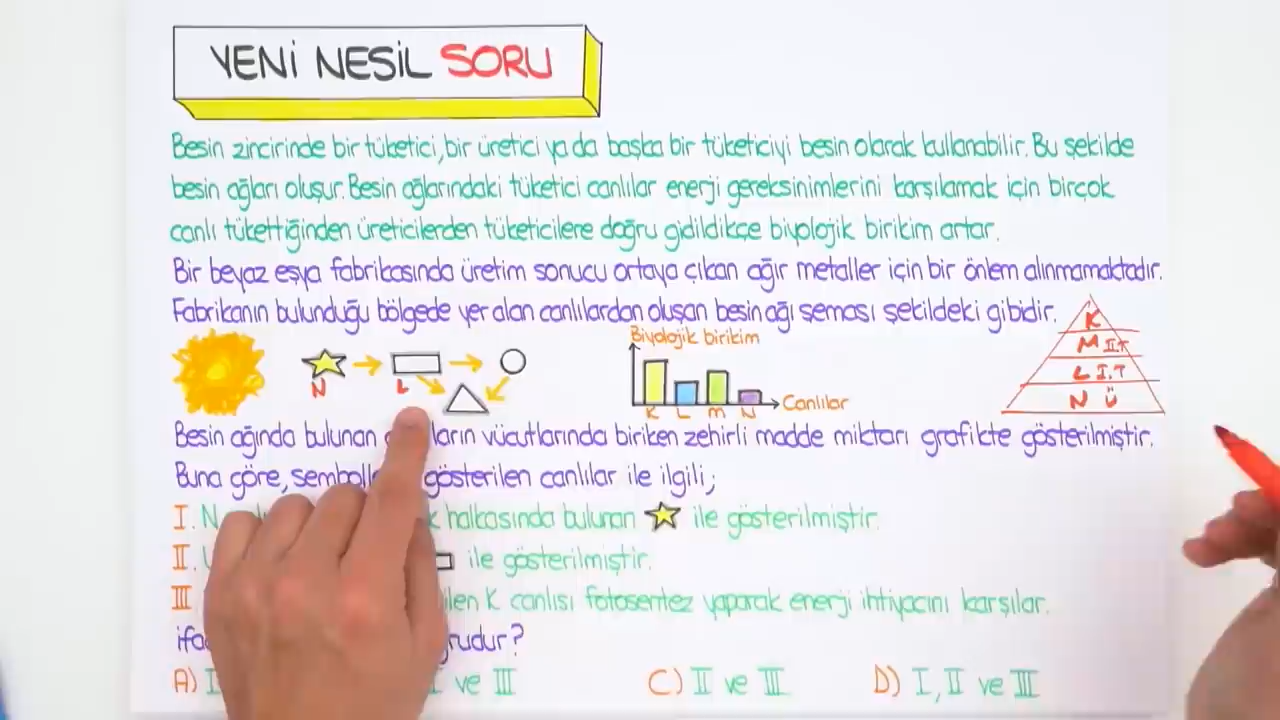 YENİ NESİL SORU
Besin zincirinde bir tüketici, bir üretici ya da başka bir tüketiciyi besin olarak kullanabilir. Bu şekilde
besin ağları oluşur. Besin ağlarındaki tüketici canlılar enerji gereksinimlerini karşılamak için birçok
canlı tükettiğinden üreticilerden tüketicilere doğru gidildikçe biyolojik birikim artar.
Bir beyaz eşya fabrikasında üretim sonucu ortaya çıkan ağır metaller için bir önlem alınmamaktadır.
Fabrikanın bulunduğu bölgede yer alan canlılardan oluşan besin ağı şeması şekildeki gibidir.
N L
Biyolojik birikim
K L M N Canlılar
K
M II.T
L I.T
N Ü
Besin ağında bulunan vücutlarında biriken zehirli madde miktarı grafikte gösterilmiştir.
Buna göre, gösterilen canlılar ile ilgili;
I. halkasında bulunan ile gösterilmiştir.
II. ile gösterilmiştir.
III K canlısı fotosentez yaparak enerji ihtiyacını karşılar.
A) I ve III C) II ve III D) I, II ve III